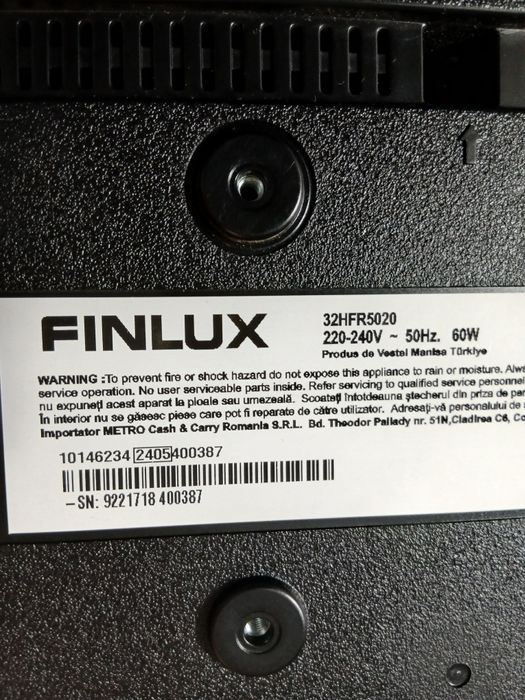 FINLUX
32HFR5020
220-240V ~ 50Hz. 60W
Produs de Vestel Manisa Türkiye
WARNING :To prevent fire or shock hazard do not expose this appliance to rain or moisture.
service operation. No user serviceable parts inside. Refer servicing to qualified service
nu expuneţi acest aparat la ploaie sau umezeală. Scoateţi întotdeauna ştecherul din priza de
În interior nu se găsesc piese care pot fi reparate de către utilizator. Adresaţi-vă personalului de
Importator METRO Cash & Carry Romania S.R.L. Bd. Theodor Pallady nr. 51N,Cladirea C6,
10146234 2405400387
-SN: 9221718 400387